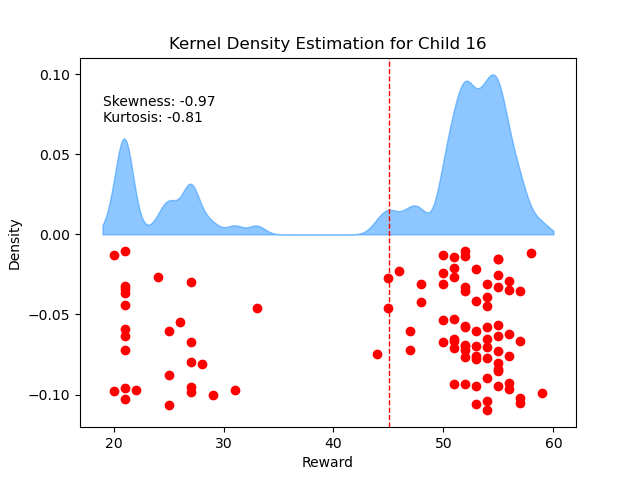 Kernel Density Estimation for Child 16
0.10
Skewness: -0.97
Kurtosis: -0.81
0.05
0.00
Density
−0.05
−0.10
20 30 40 50 60
Reward